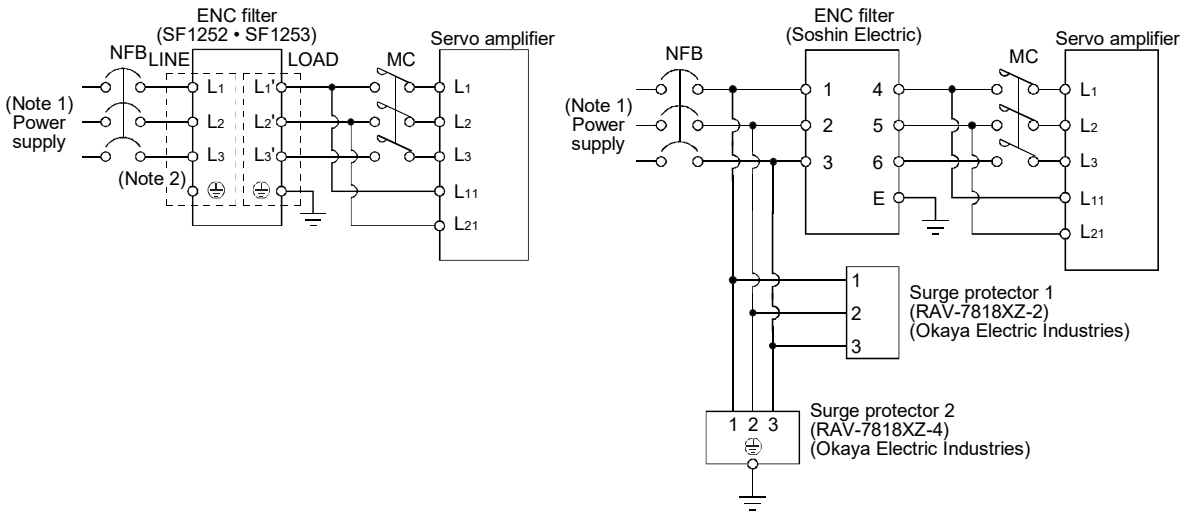 ENC filter
(SF1252 • SF1253)
NFB
LINE
LOAD
MC
Servo amplifier
(Note 1)
Power
supply
L1
L2
L3
L1'
L2'
L3'
(Note 2)
L1
L2
L3
L11
L21
ENC filter
(Soshin Electric)
NFB
MC
Servo amplifier
(Note 1)
Power
supply
1
2
3
4
5
6
E
L1
L2
L3
L11
L21
1
2
3
Surge protector 1
(RAV-7818XZ-2)
(Okaya Electric Industries)
1 2 3
Surge protector 2
(RAV-7818XZ-4)
(Okaya Electric Industries)